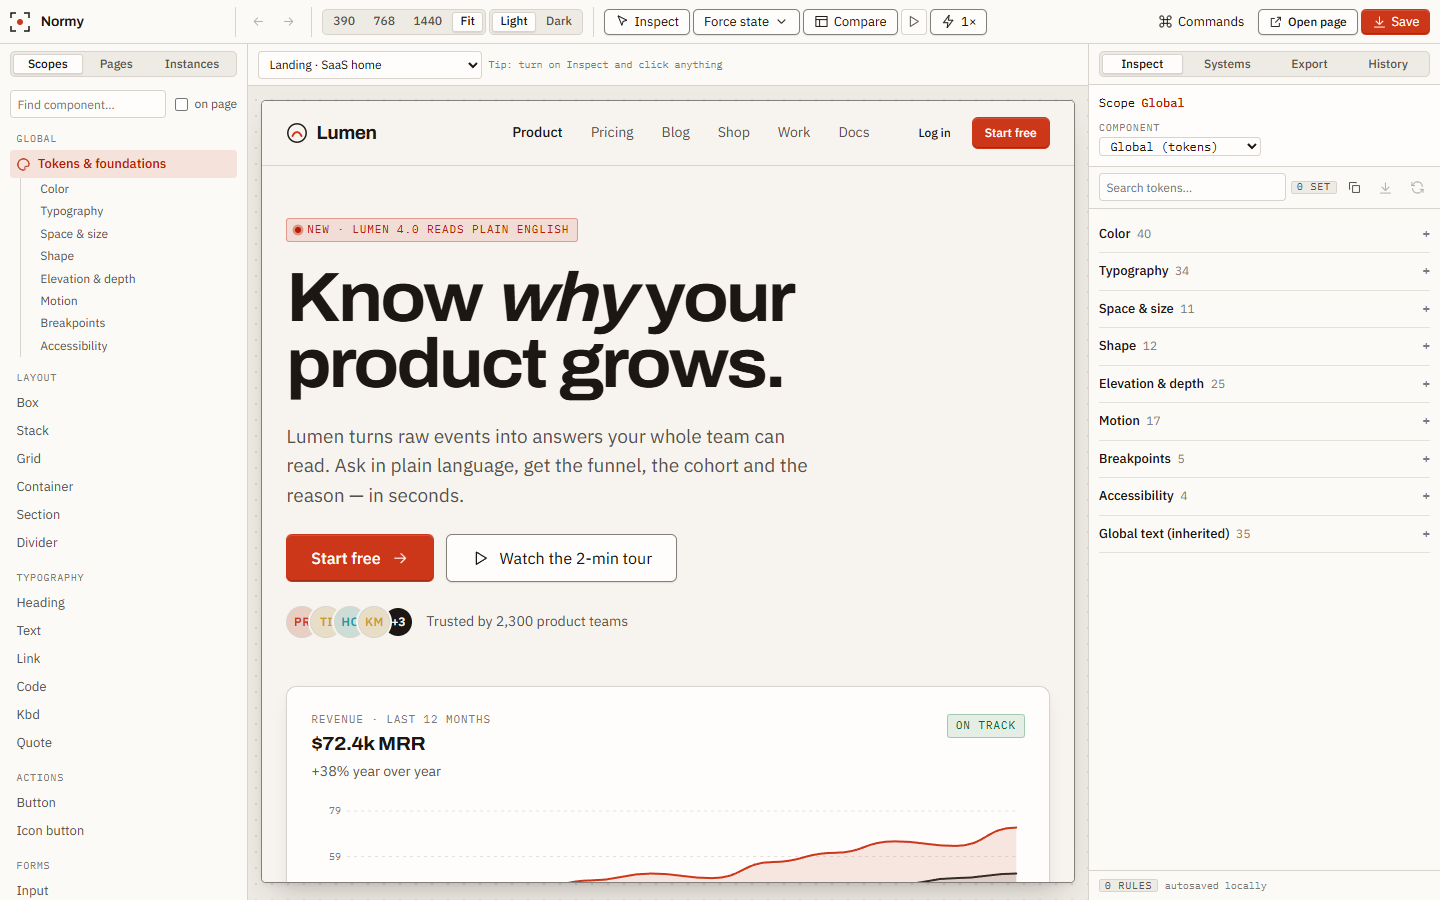 Normy
390 768 1440 Fit Light Dark Inspect Force state Compare 1×
Commands Open page Save
Scopes Pages Instances
Landing · SaaS home
Tip: turn on Inspect and click anything
Inspect Systems Export History
Find component...
on page
GLOBAL
Tokens & foundations
Color
Typography
Space & size
Shape
Elevation & depth
Motion
Breakpoints
Accessibility
LAYOUT
Box
Stack
Grid
Container
Section
Divider
TYPOGRAPHY
Heading
Text
Link
Code
Kbd
Quote
ACTIONS
Button
Icon button
FORMS
Input
Lumen
Product Pricing Blog Shop Work Docs
Log in Start free
NEW · LUMEN 4.0 READS PLAIN ENGLISH
Know why your
product grows.
Lumen turns raw events into answers your whole team can
read. Ask in plain language, get the funnel, the cohort and the
reason — in seconds.
Start free
Watch the 2-min tour
KM +3
Trusted by 2,300 product teams
REVENUE · LAST 12 MONTHS
ON TRACK
$72.4k MRR
+38% year over year
79
59
Scope Global
COMPONENT
Global (tokens)
Search tokens...
0 SET
Color 40 +
Typography 34 +
Space & size 11 +
Shape 12 +
Elevation & depth 25 +
Motion 17 +
Breakpoints 5 +
Accessibility 4 +
Global text (inherited) 35 +
0 RULES autosaved locally